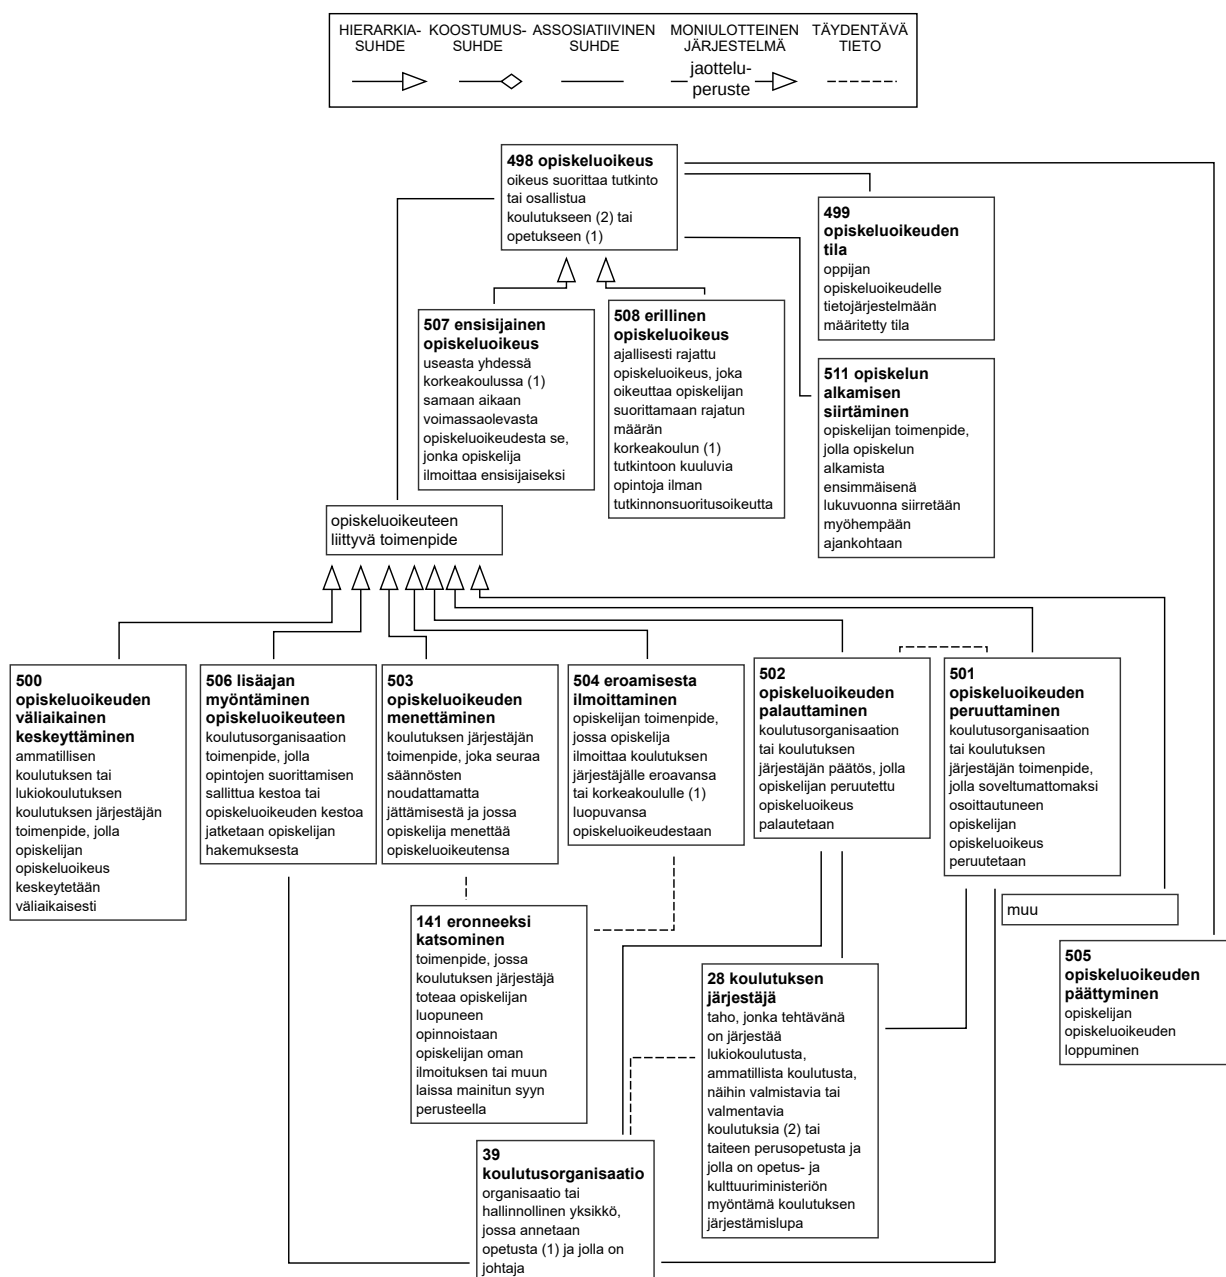 HIERARKIA-
SUHDE
KOOSTUMUS-
SUHDE
ASSOSIATIIVINEN
SUHDE
MONIULOTTEINEN
JÄRJESTELMÄ
TÄYDENTÄVÄ
TIETO
jaottelu-
peruste
498 opiskeluoikeus
oikeus suorittaa tutkinto
tai osallistua
koulutukseen (2) tai
opetukseen (1)
499
opiskeluoikeuden
tila
oppijan
opiskeluoikeudelle
tietojärjestelmään
määritetty tila
507 ensisijainen
opiskeluoikeus
useasta yhdessä
korkeakoulussa (1)
samaan aikaan
voimassaolevasta
opiskeluoikeudesta se,
jonka opiskelija
ilmoittaa ensisijaiseksi
508 erillinen
opiskeluoikeus
ajallisesti rajattu
opiskeluoikeus, joka
oikeuttaa opiskelijan
suorittamaan rajatun
määrän
korkeakoulun (1)
tutkintoon kuuluvia
opintoja ilman
tutkinnonsuoritusoikeutta
511 opiskelun
alkamisen
siirtäminen
opiskelijan toimenpide,
jolla opiskelun
alkamista
ensimmäisenä
lukuvuonna siirretään
myöhempään
ajankohtaan
opiskeluoikeuteen
liittyvä toimenpide
500
opiskeluoikeuden
väliaikainen
keskeyttäminen
ammatillisen
koulutuksen tai
lukiokoulutuksen
koulutuksen järjestäjän
toimenpide, jolla
opiskelijan
opiskeluoikeus
keskeytetään
väliaikaisesti
506 lisäajan
myöntäminen
opiskeluoikeuteen
koulutusorganisaation
toimenpide, jolla
opintojen suorittamisen
sallittua kestoa tai
opiskeluoikeuden kestoa
jatketaan opiskelijan
hakemuksesta
503
opiskeluoikeuden
menettäminen
koulutuksen järjestäjän
toimenpide, joka seuraa
säännösten
noudattamatta
jättämisestä ja jossa
opiskelija menettää
opiskeluoikeutensa
504 eroamisesta
ilmoittaminen
opiskelijan toimenpide,
jossa opiskelija
ilmoittaa koulutuksen
järjestäjälle eroavansa
tai korkeakoululle (1)
luopuvansa
opiskeluoikeudestaan
502
opiskeluoikeuden
palauttaminen
koulutusorganisaation
tai koulutuksen
järjestäjän päätös, jolla
opiskelijan peruutettu
opiskeluoikeus
palautetaan
501
opiskeluoikeuden
peruuttaminen
koulutusorganisaation
tai koulutuksen
järjestäjän toimenpide,
jolla soveltumattomaksi
osoittautuneen
opiskelijan
opiskeluoikeus
peruutetaan
muu
141 eronneeksi
katsominen
toimenpide, jossa
koulutuksen järjestäjä
toteaa opiskelijan
luopuneen
opinnoistaan
opiskelijan oman
ilmoituksen tai muun
laissa mainitun syyn
perusteella
28 koulutuksen
järjestäjä
taho, jonka tehtävänä
on järjestää
lukiokoulutusta,
ammatillista koulutusta,
näihin valmistavia tai
valmentavia
koulutuksia (2) tai
taiteen perusopetusta ja
jolla on opetus- ja
kulttuuriministeriön
myöntämä koulutuksen
järjestämislupa
505
opiskeluoikeuden
päättyminen
opiskelijan
opiskeluoikeuden
loppuminen
39
koulutusorganisaatio
organisaatio tai
hallinnollinen yksikkö,
jossa annetaan
opetusta (1) ja jolla on
johtaja